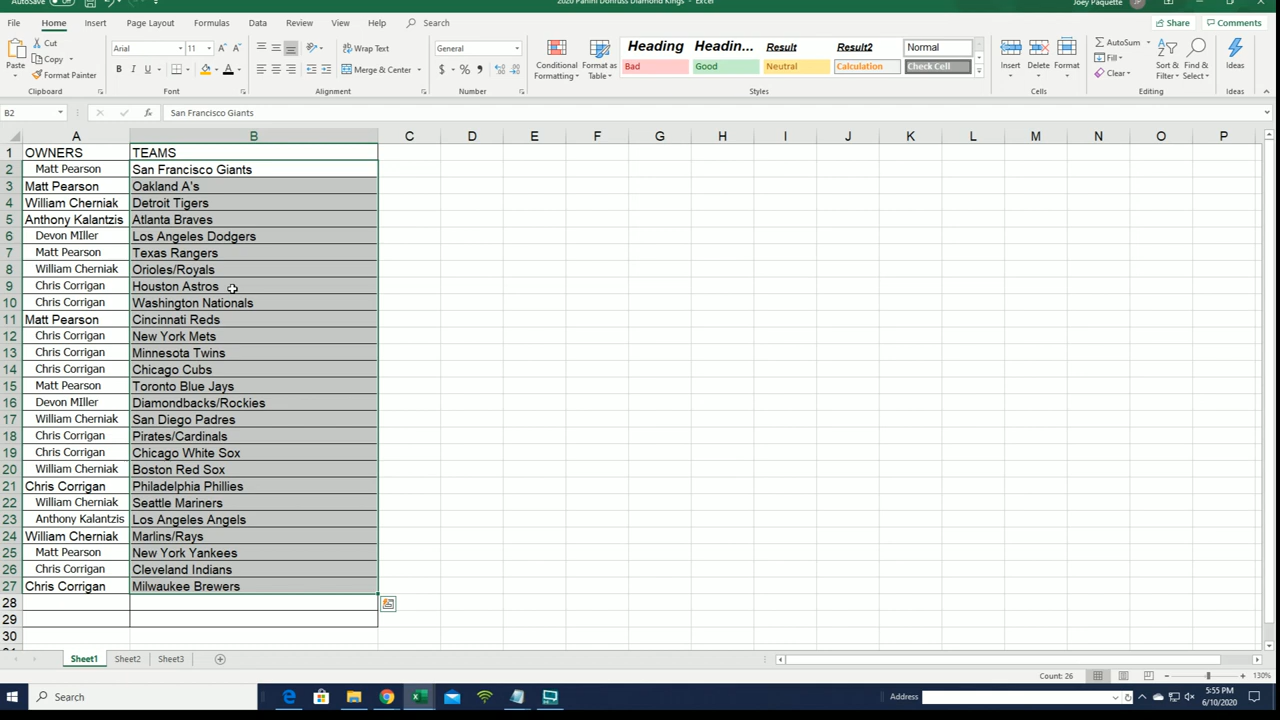 AutoSave Off 2020 Panini Donruss Diamond Kings - Excel Joey Paquette JP
File Home Insert Page Layout Formulas Data Review View Help Search Share Comments
Paste Cut Copy Format Painter Clipboard
Arial 11 A A B I U A Font
Wrap Text Merge & Center Alignment
General $ % , Number
Conditional Formatting Format as Table
Heading Headin... Result Result2 Normal
Bad Good Neutral Calculation Check Cell
Styles
Insert Delete Format Cells
AutoSum Fill Clear Sort & Filter Find & Select Editing
Ideas Ideas
B2 fx San Francisco Giants
A B C D E F G H I J K L M N O P
1 OWNERS TEAMS
2 Matt Pearson San Francisco Giants
3 Matt Pearson Oakland A's
4 William Cherniak Detroit Tigers
5 Anthony Kalantzis Atlanta Braves
6 Devon MIller Los Angeles Dodgers
7 Matt Pearson Texas Rangers
8 William Cherniak Orioles/Royals
9 Chris Corrigan Houston Astros
10 Chris Corrigan Washington Nationals
11 Matt Pearson Cincinnati Reds
12 Chris Corrigan New York Mets
13 Chris Corrigan Minnesota Twins
14 Chris Corrigan Chicago Cubs
15 Matt Pearson Toronto Blue Jays
16 Devon MIller Diamondbacks/Rockies
17 William Cherniak San Diego Padres
18 Chris Corrigan Pirates/Cardinals
19 Chris Corrigan Chicago White Sox
20 William Cherniak Boston Red Sox
21 Chris Corrigan Philadelphia Phillies
22 William Cherniak Seattle Mariners
23 Anthony Kalantzis Los Angeles Angels
24 William Cherniak Marlins/Rays
25 Matt Pearson New York Yankees
26 Chris Corrigan Cleveland Indians
27 Chris Corrigan Milwaukee Brewers
28
29
30
Sheet1 Sheet2 Sheet3
Count: 26 130%
Search Address 5:55 PM
6/10/2020